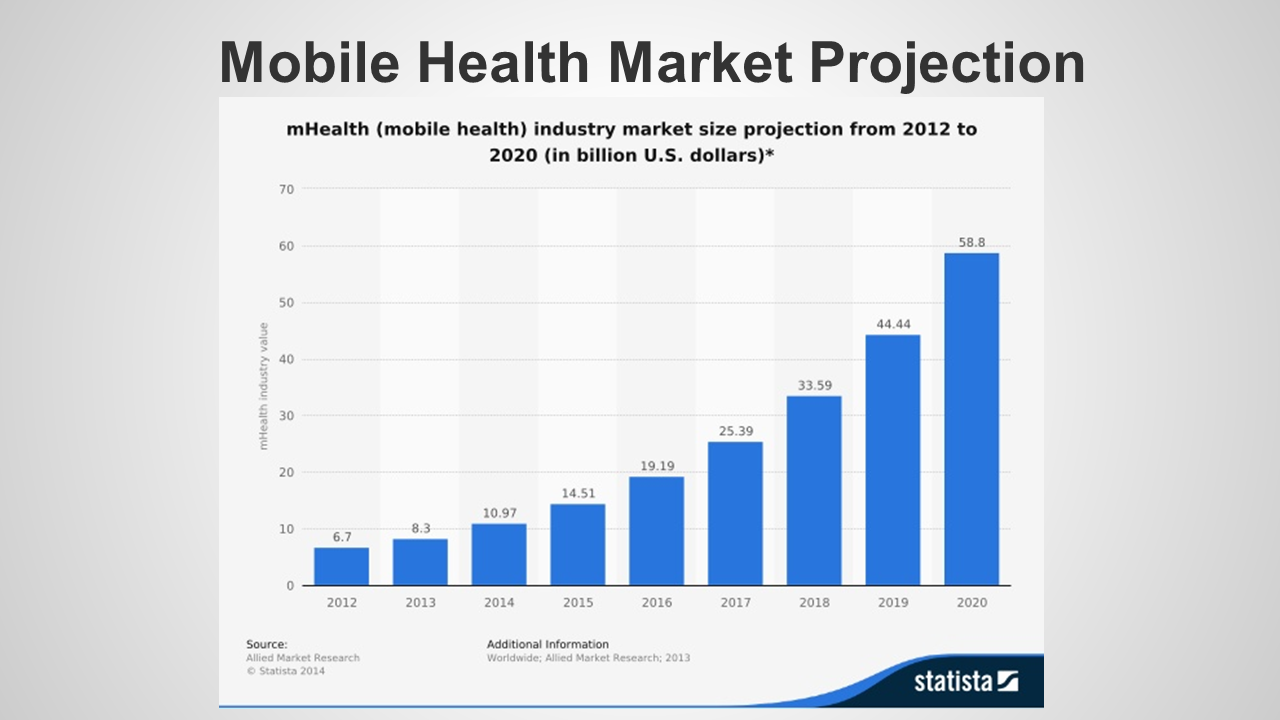 Mobile Health Market Projection
mHealth (mobile health) industry market size projection from 2012 to
2020 (in billion U.S. dollars)*
70
60
50
40
30
20
10
0
mHealth industry value
6.7
8.3
10.97
14.51
19.19
25.39
33.59
44.44
58.8
2012 2013 2014 2015 2016 2017 2018 2019 2020
Source:
Allied Market Research
© Statista 2014
Additional Information
Worldwide; Allied Market Research; 2013
statista